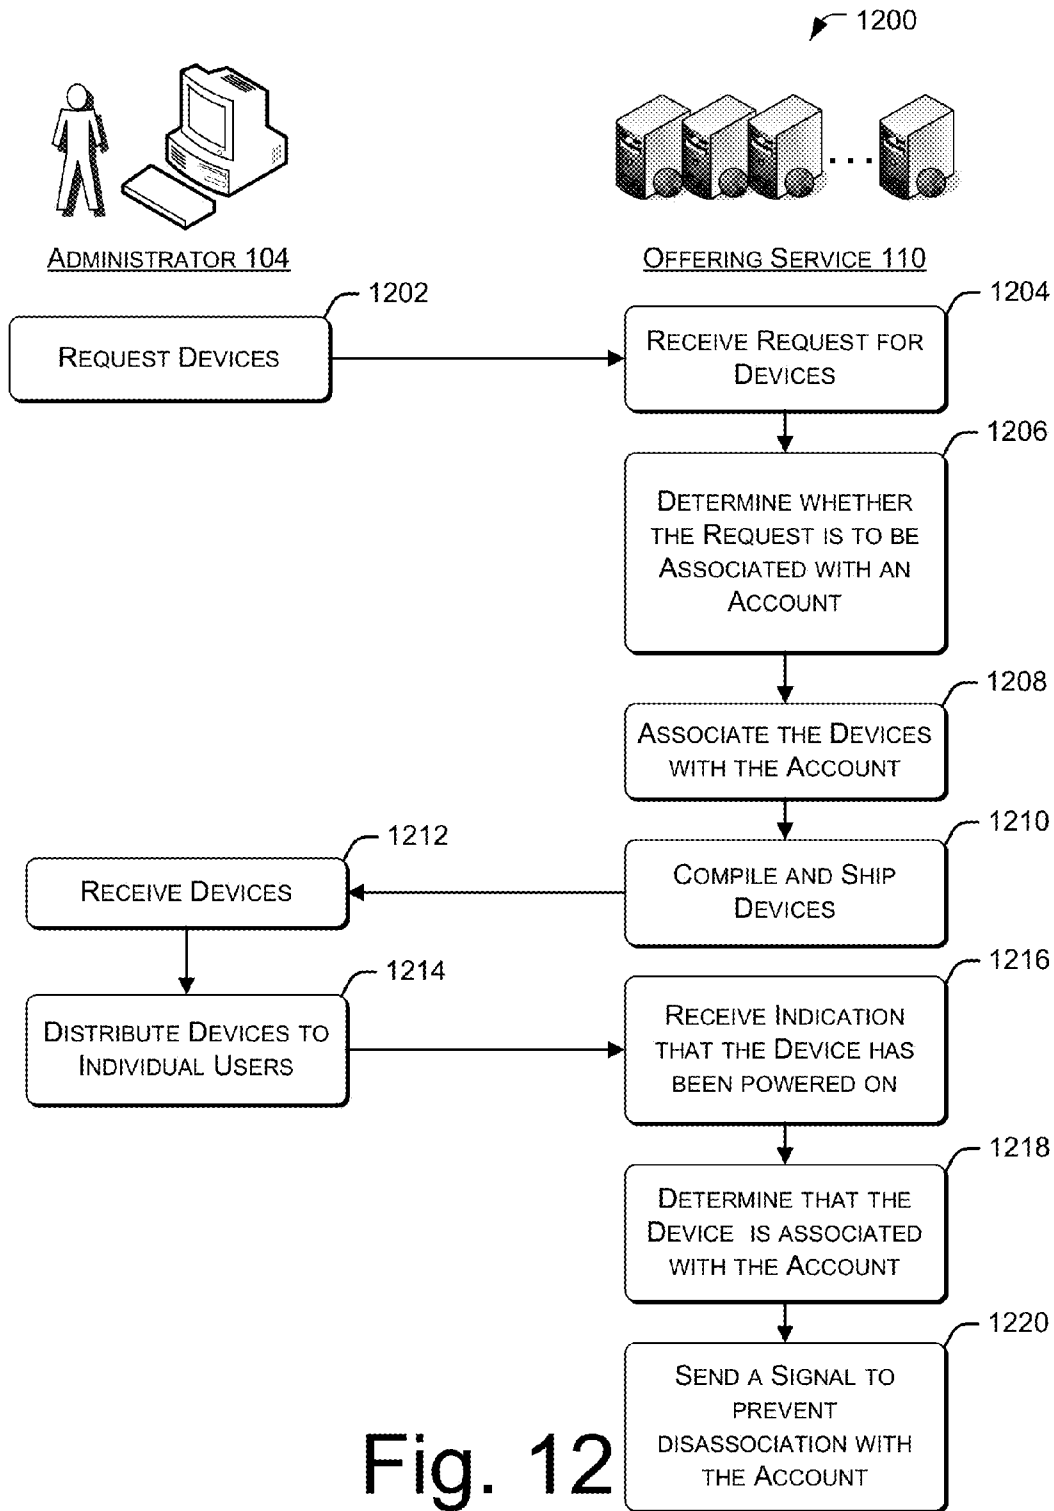 1200
ADMINISTRATOR 104
OFFERING SERVICE 110
1202
REQUEST DEVICES
1204
RECEIVE REQUEST FOR
DEVICES
1206
DETERMINE WHETHER
THE REQUEST IS TO BE
ASSOCIATED WITH AN
ACCOUNT
1208
ASSOCIATE THE DEVICES
WITH THE ACCOUNT
1210
COMPILE AND SHIP
DEVICES
1212
RECEIVE DEVICES
1214
DISTRIBUTE DEVICES TO
INDIVIDUAL USERS
1216
RECEIVE INDICATION
THAT THE DEVICE HAS
BEEN POWERED ON
1218
DETERMINE THAT THE
DEVICE IS ASSOCIATED
WITH THE ACCOUNT
1220
SEND A SIGNAL TO
PREVENT
DISASSOCIATION WITH
THE ACCOUNT
Fig. 12